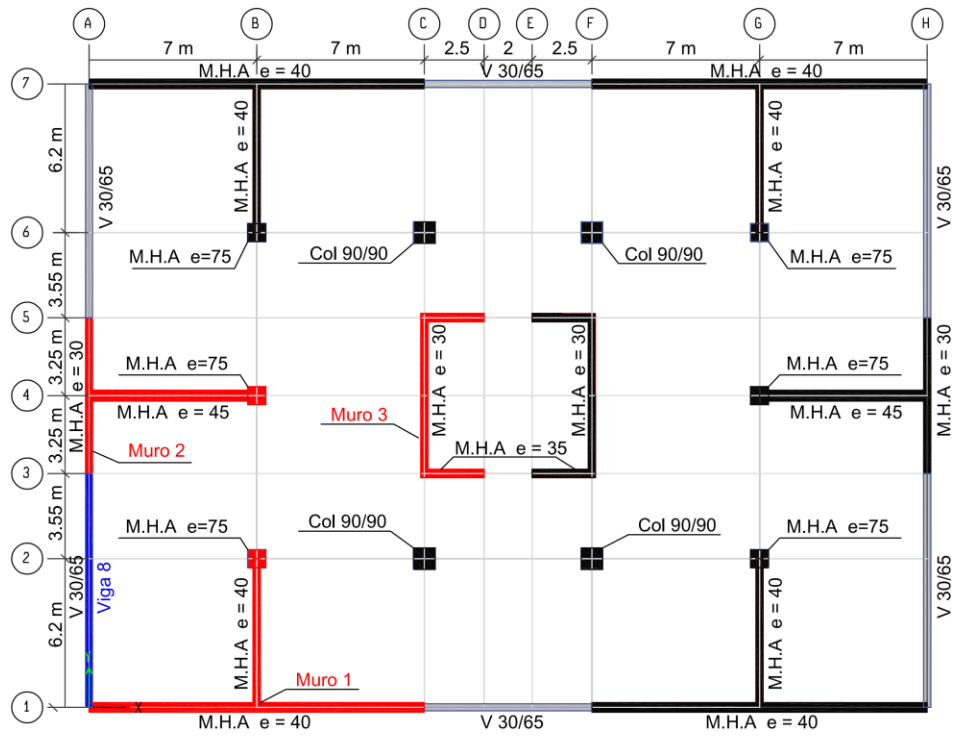 A B C D E F G H
7 m 7 m 2.5 2 2.5 7 m 7 m
M.H.A e = 40 V 30/65 M.H.A e = 40
7
6.2 m
V 30/65
M.H.A e = 40
M.H.A e = 40
V 30/65
6
M.H.A e=75
Col 90/90
Col 90/90
M.H.A e=75
3.55 m
5
3.25 m
M.H.A e = 30
M.H.A e=75
M.H.A e = 30
M.H.A e = 30
M.H.A e=75
M.H.A e = 30
4
M.H.A e = 45
Muro 3
M.H.A e = 45
3.25 m
Muro 2
M.H.A e = 35
3
3.55 m
M.H.A e=75
Col 90/90
Col 90/90
M.H.A e=75
2
V 30/65
Viga 8
M.H.A e = 40
M.H.A e = 40
V 30/65
6.2 m
Y
Muro 1
1
X
M.H.A e = 40 V 30/65 M.H.A e = 40